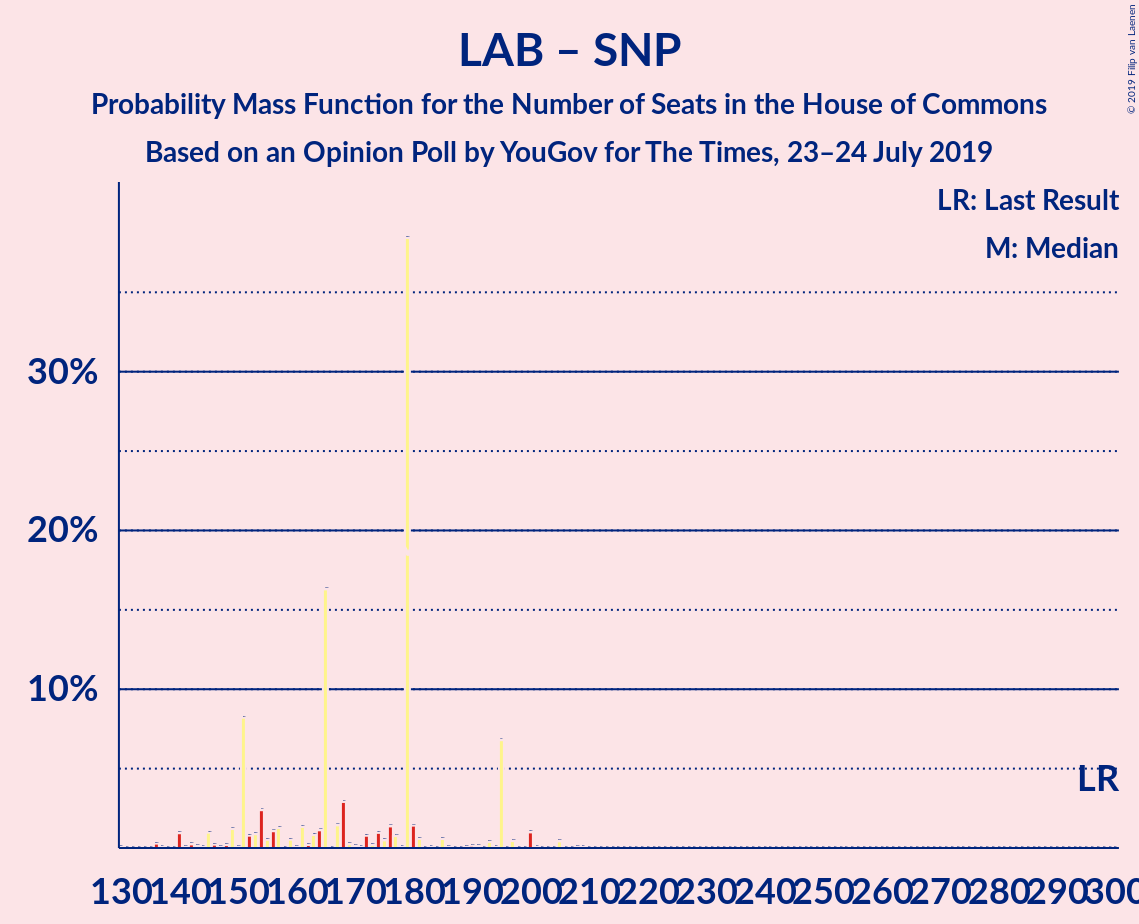 LAB – SNP
Probability Mass Function for the Number of Seats in the House of Commons
Based on an Opinion Poll by YouGov for The Times, 23–24 July 2019
© 2019 Filip van Laenen
LR: Last Result
M: Median
30%
20%
10%
LR
130 140 150 160 170 180 190 200 210 220 230 240 250 260 270 280 290 300